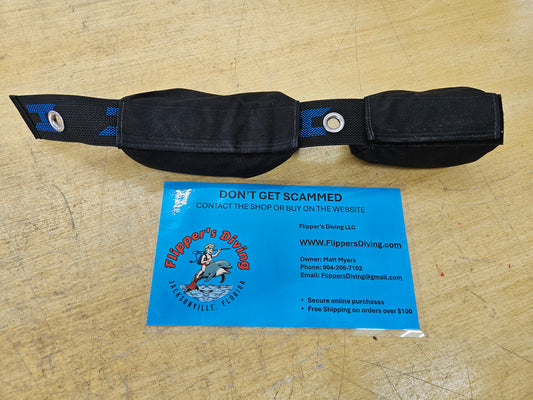 DON'T GET SCAMMED
CONTACT THE SHOP OR BUY ON THE WEBSITE
Flipper's Diving
JACKSONVILLE, FLORIDA
Flipper's Diving LLC
WWW.FlippersDiving.com
Owner: Matt Myers
Phone: 904-206-7102
Email: FlippersDiving@gmail.com
• Secure online purchases
• Free Shipping on orders over $100